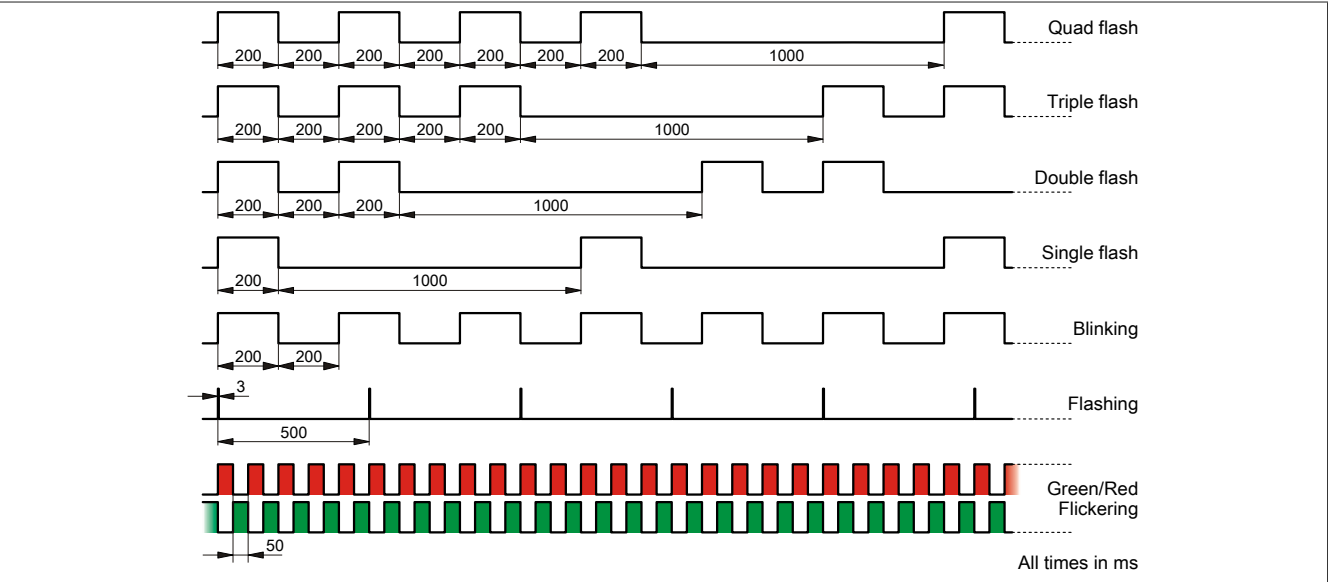 Quad flash
200 200 200 200 200 200 200 1000
Triple flash
200 200 200 200 200 1000
Double flash
200 200 200 1000
Single flash
200 1000
Blinking
200 200
3
Flashing
500
Green/Red
Flickering
50
All times in ms